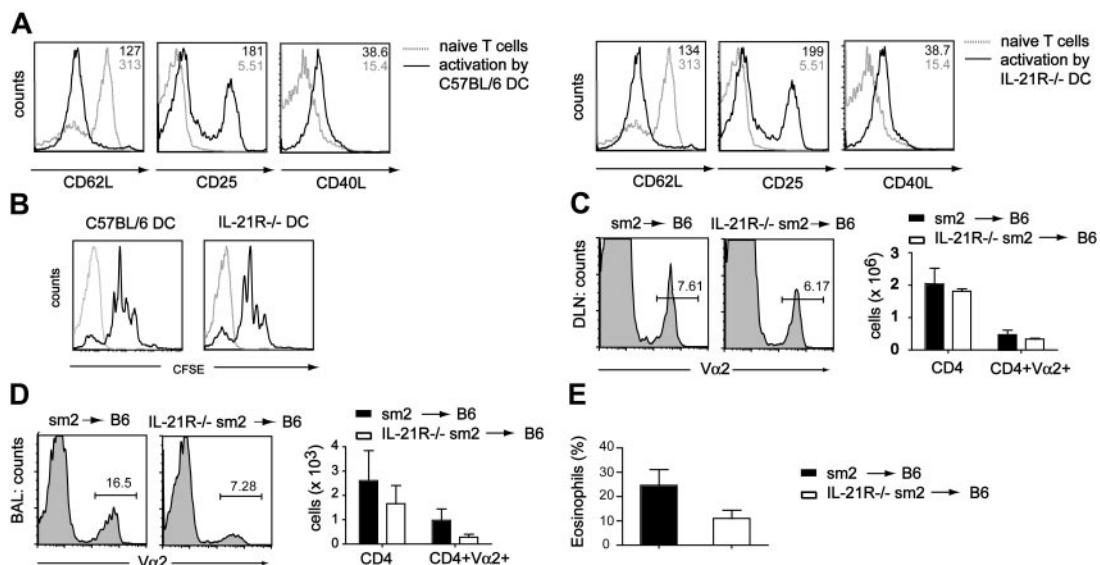 A
127
313
181
5.51
38.6
15.4
naive T cells
activation by
C57BL/6 DC
counts
CD62L
CD25
CD40L
134
313
199
5.51
38.7
15.4
naive T cells
activation by
IL-21R-/- DC
counts
CD62L
CD25
CD40L
B
C57BL/6 DC
IL-21R-/- DC
counts
CFSE
C
sm2 → B6
IL-21R-/- sm2 → B6
7.61
6.17
DLN: counts
Vα2
sm2 → B6
IL-21R-/- sm2 → B6
cells (x 10⁶)
3
2
1
0
CD4
CD4+Vα2+
D
sm2 → B6
IL-21R-/- sm2 → B6
16.5
7.28
BAL: counts
Vα2
sm2 → B6
IL-21R-/- sm2 → B6
cells (x 10³)
5
4
3
2
1
0
CD4
CD4+Vα2+
E
Eosinophils (%)
40
30
20
10
0
sm2 → B6
IL-21R-/- sm2 → B6